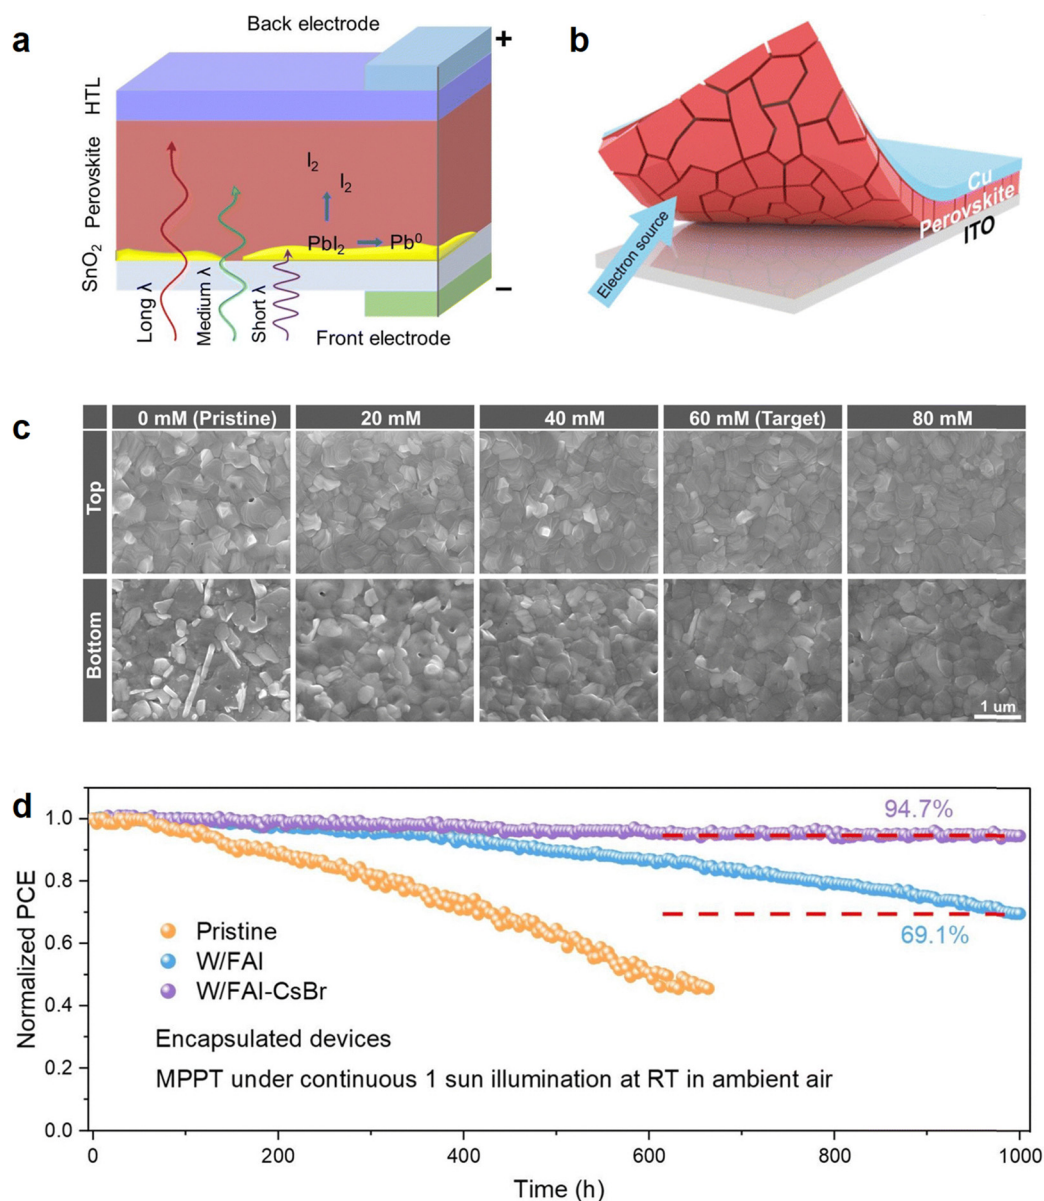 a
Back electrode
+
HTL
Perovskite
SnO₂
I₂
I₂
PbI₂
Pb⁰
Long λ
Medium λ
Short λ
–
Front electrode
b
Electron source
Cu
Perovskite
ITO
c
0 mM (Pristine)
20 mM
40 mM
60 mM (Target)
80 mM
Top
Bottom
1 um
d
Normalized PCE
1.0
0.8
0.6
0.4
0.2
0.0
94.7%
69.1%
Pristine
W/FAI
W/FAI-CsBr
Encapsulated devices
MPPT under continuous 1 sun illumination at RT in ambient air
0
200
400
600
800
1000
Time (h)